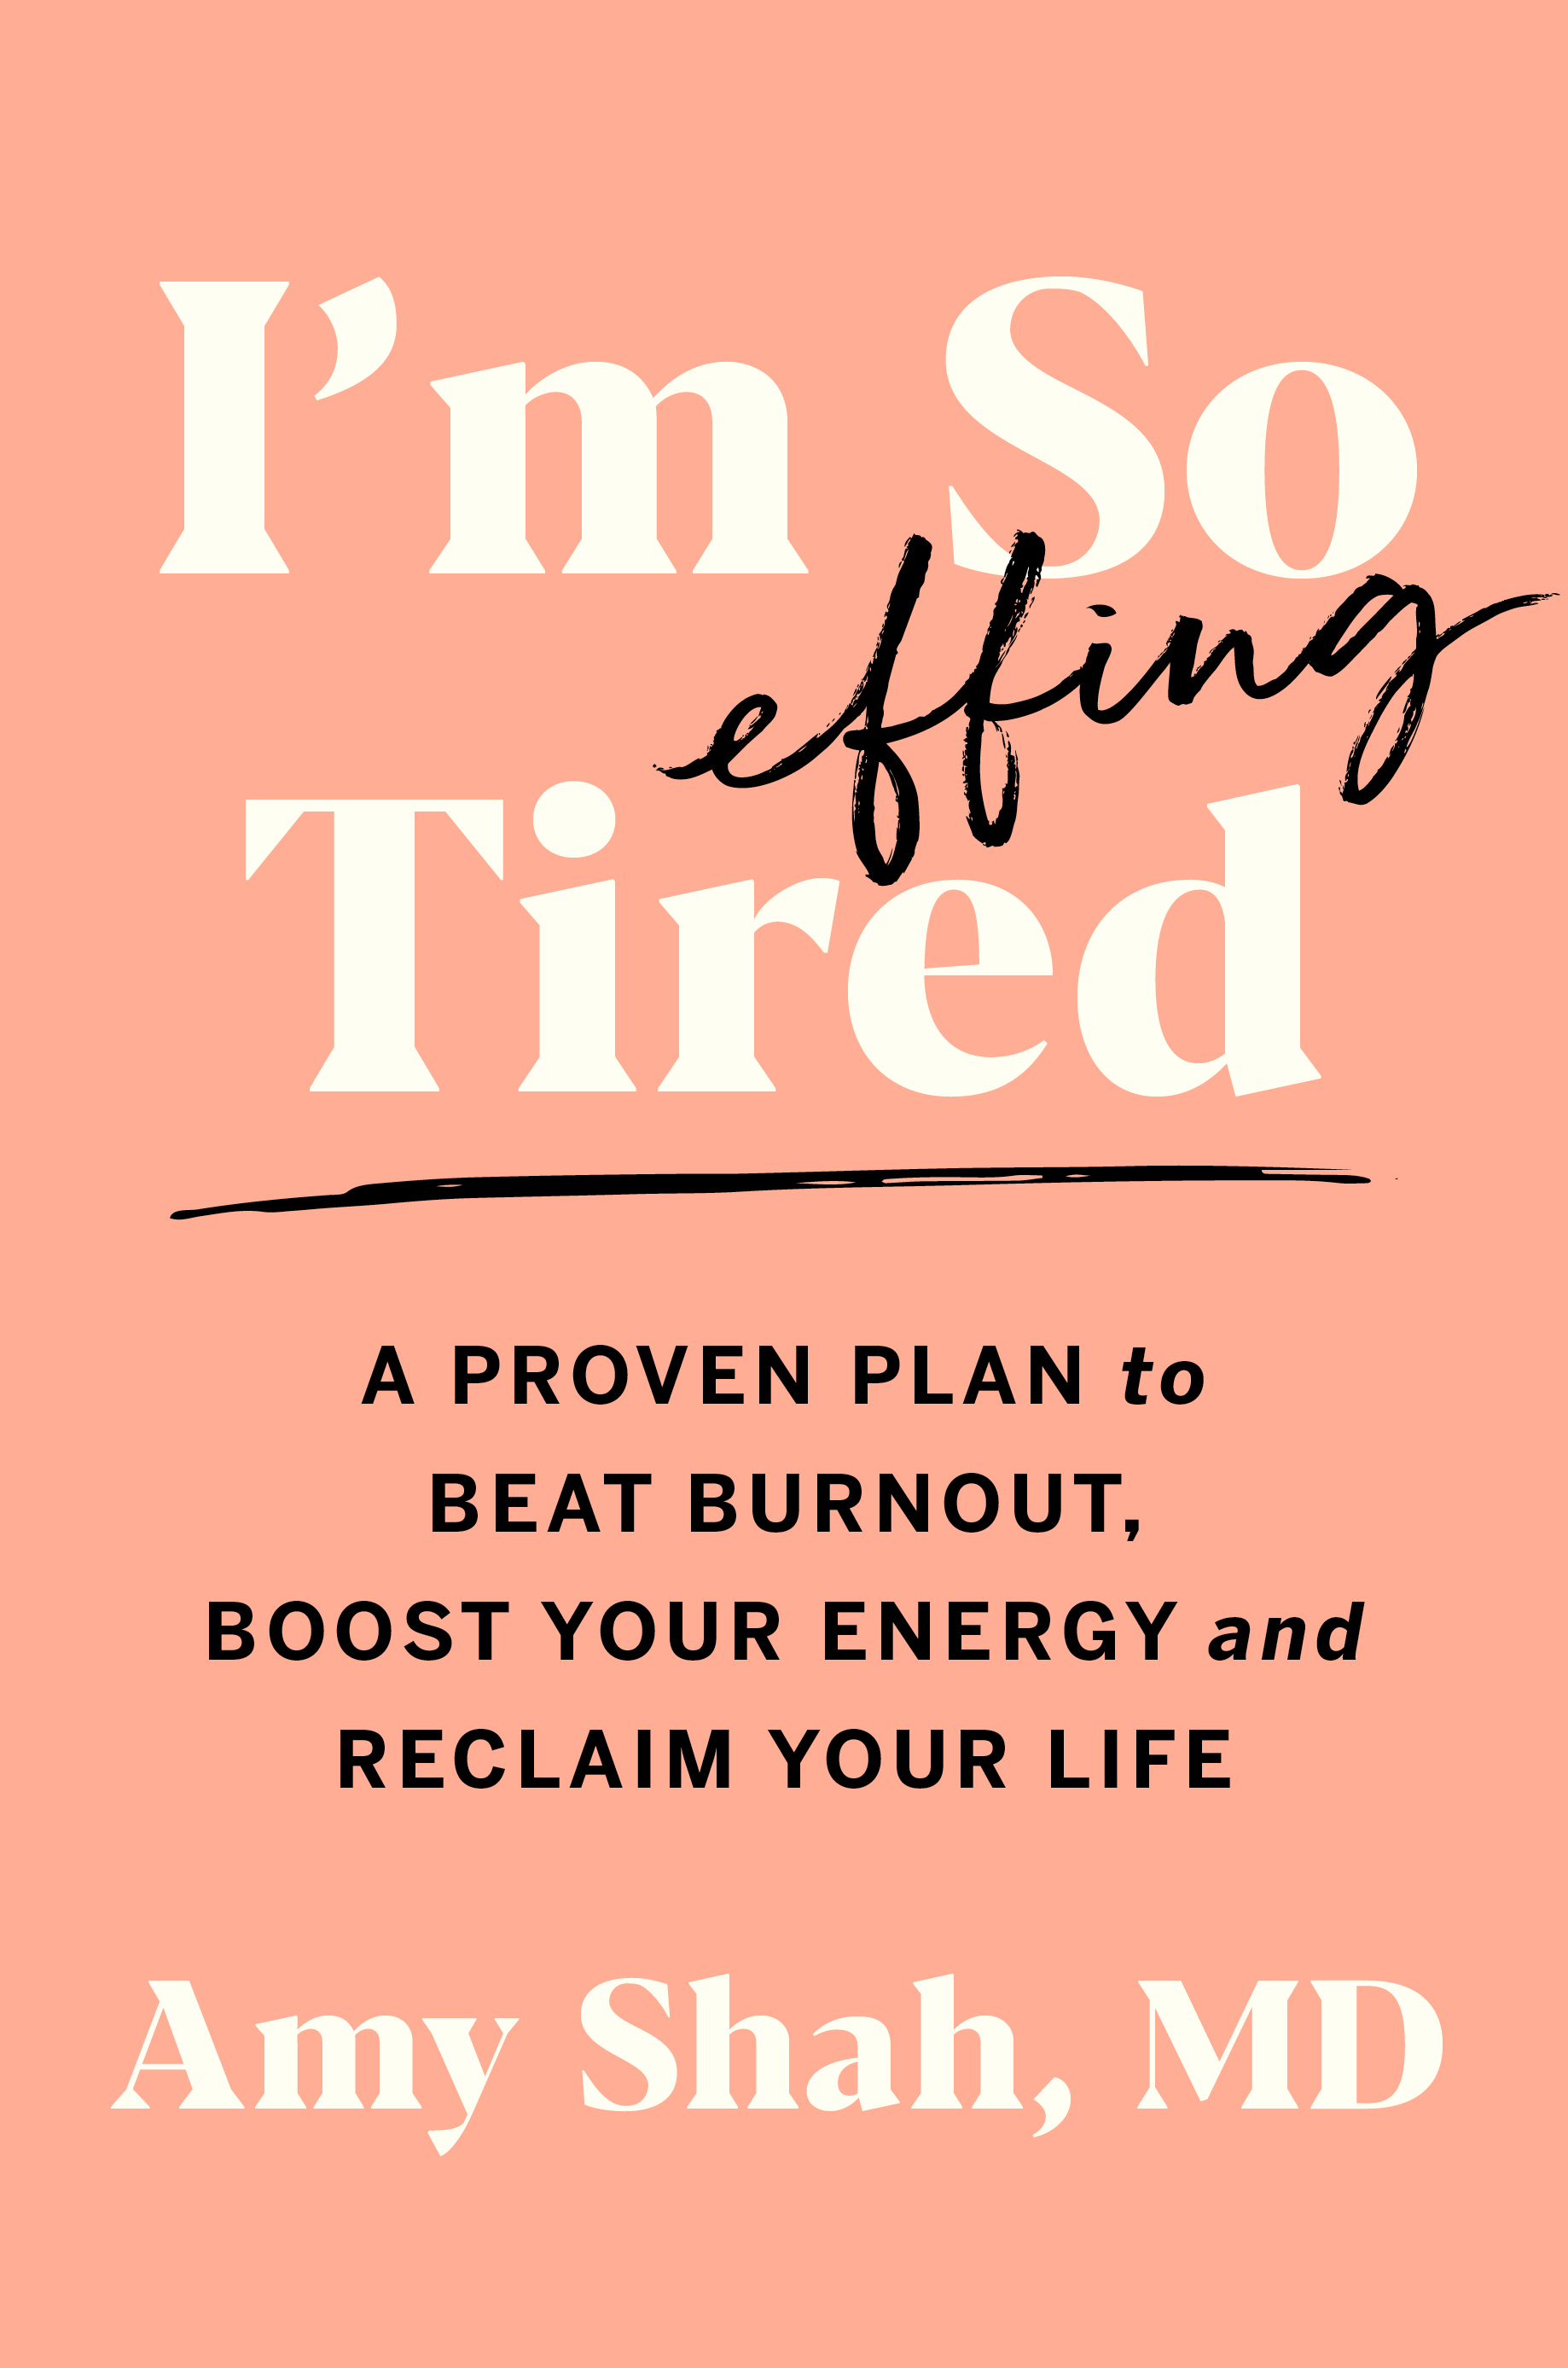 I’m So
effing
Tired
A PROVEN PLAN to
BEAT BURNOUT,
BOOST YOUR ENERGY and
RECLAIM YOUR LIFE
Amy Shah, MD